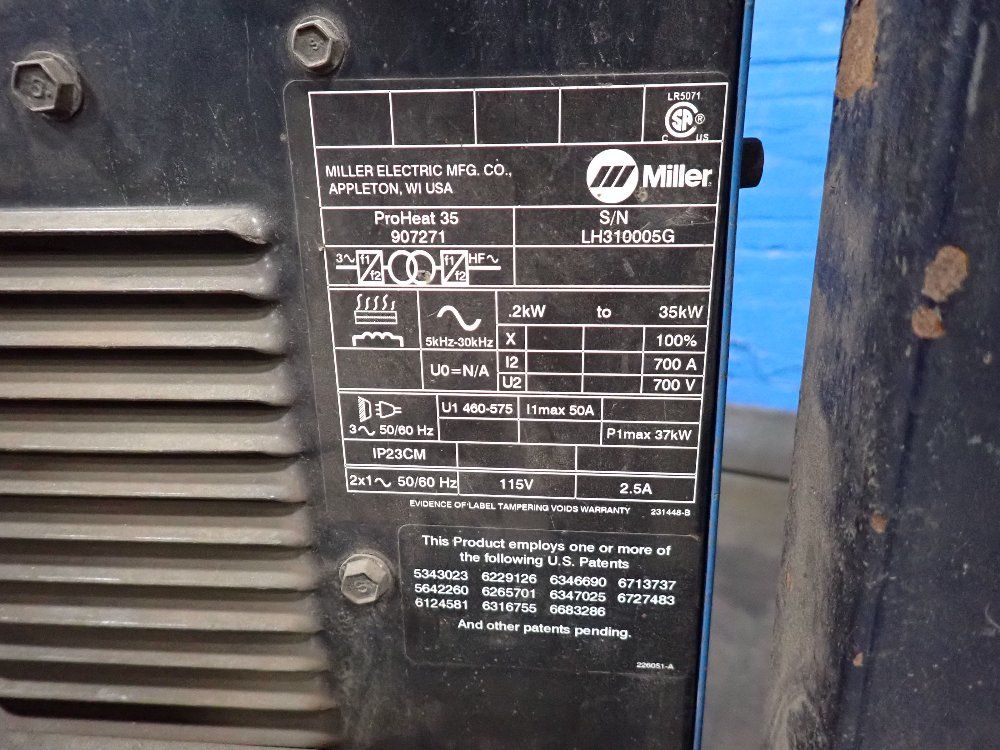 LR5071
SA ®
C US
MILLER ELECTRIC MFG. CO.,
APPLETON, WI USA
Miller
ProHeat 35
907271
S/N
LH310005G
3~ f1 f2 f1 f2 HF~
.2kW to 35kW
5kHz-30kHz
X 100%
U0=N/A
I2 700 A
U2 700 V
3~ 50/60 Hz
U1 460-575 I1max 50A
P1max 37kW
IP23CM
2x1~ 50/60 Hz 115V 2.5A
EVIDENCE OF LABEL TAMPERING VOIDS WARRANTY 231448-B
This Product employs one or more of
the following U.S. Patents
5343023 6229126 6346690 6713737
5642260 6265701 6347025 6727483
6124581 6316755 6683286
And other patents pending.
226051-A